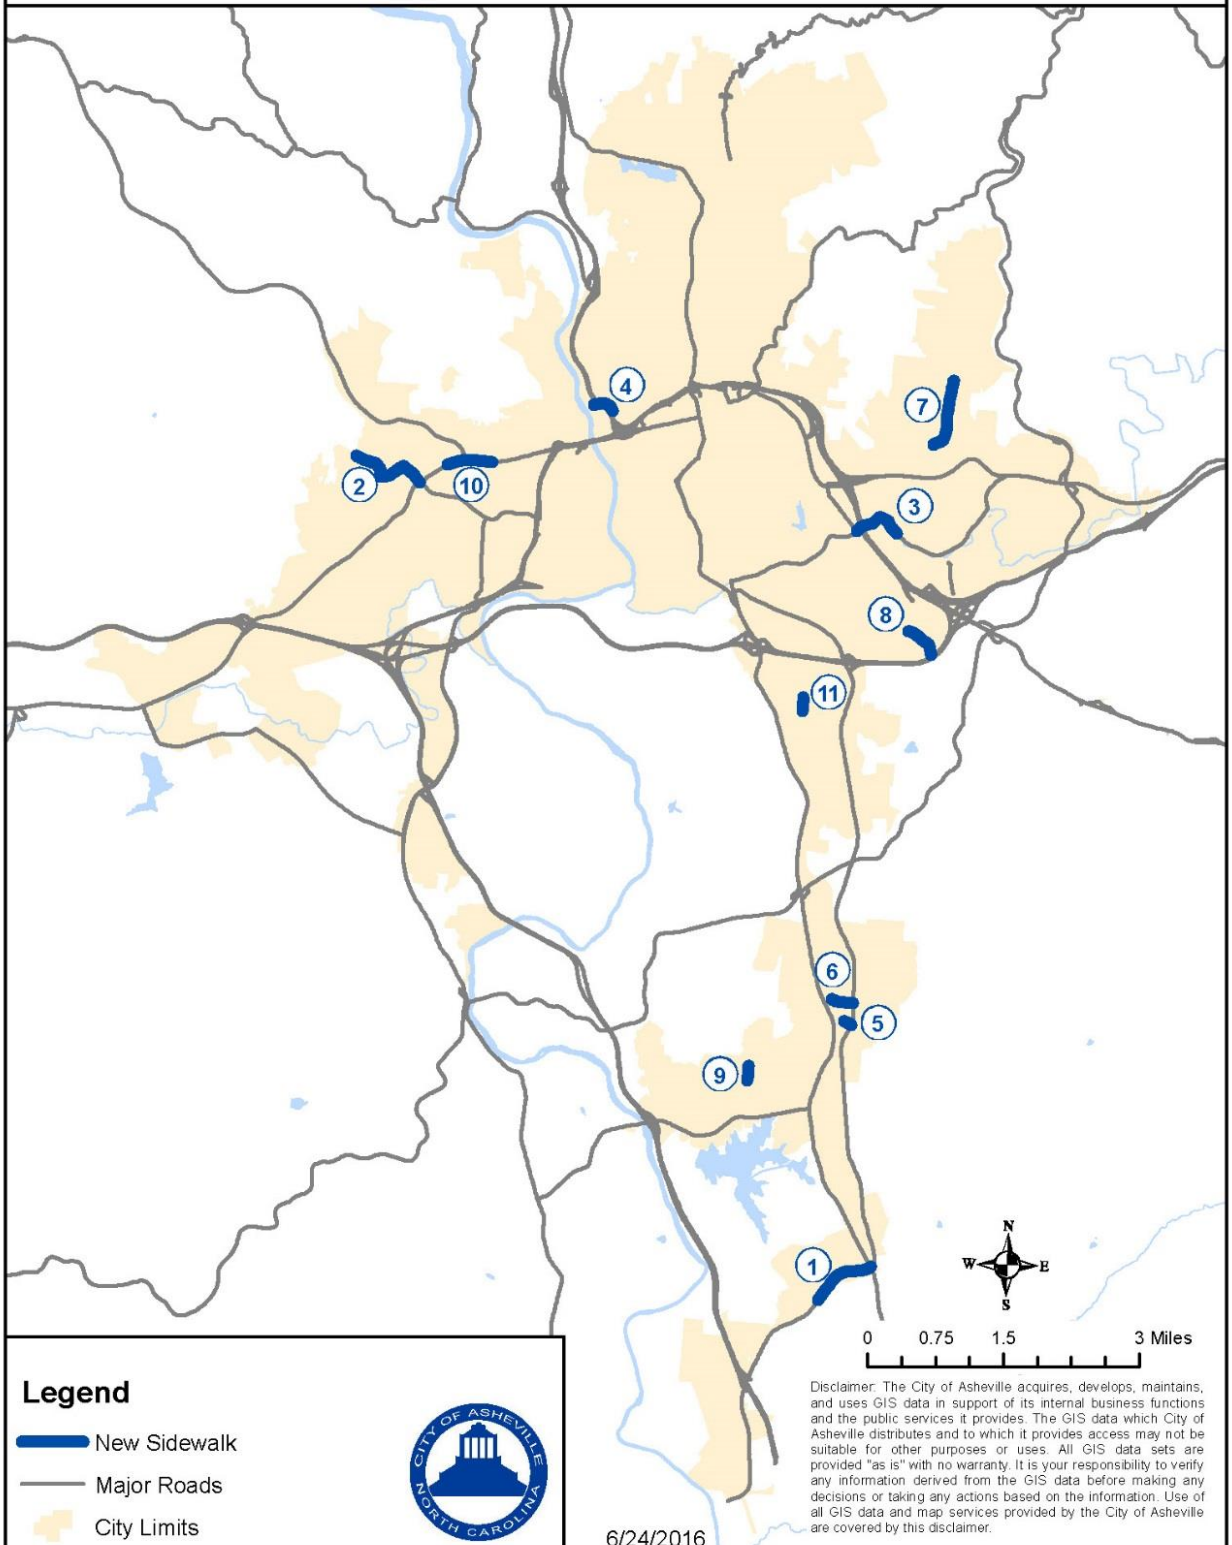 4
7
2
10
3
8
11
6
5
9
1
N
W E
S
0 0.75 1.5 3 Miles
Legend
New Sidewalk
Major Roads
City Limits
CITY OF ASHEVILLE
NORTH CAROLINA
6/24/2016
Disclaimer: The City of Asheville acquires, develops, maintains,
and uses GIS data in support of its internal business functions
and the public services it provides. The GIS data which City of
Asheville distributes and to which it provides access may not be
suitable for other purposes or uses. All GIS data sets are
provided "as is" with no warranty. It is your responsibility to verify
any information derived from the GIS data before making any
decisions or taking any actions based on the information. Use of
all GIS data and map services provided by the City of Asheville
are covered by this disclaimer.